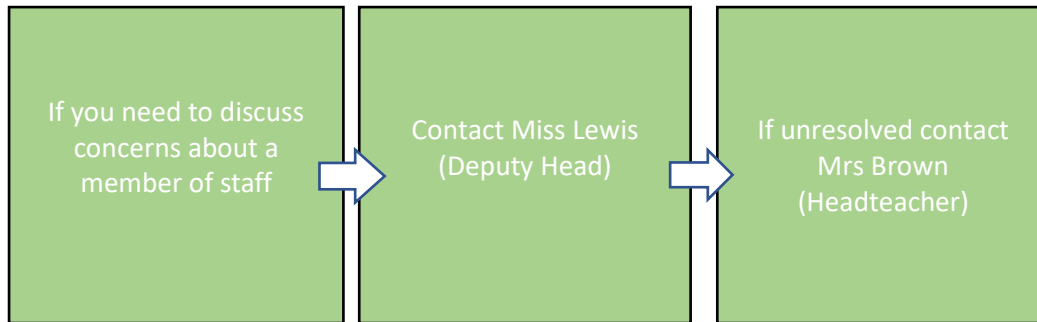 If you need to discuss
concerns about a
member of staff
Contact Miss Lewis
(Deputy Head)
If unresolved contact
Mrs Brown
(Headteacher)